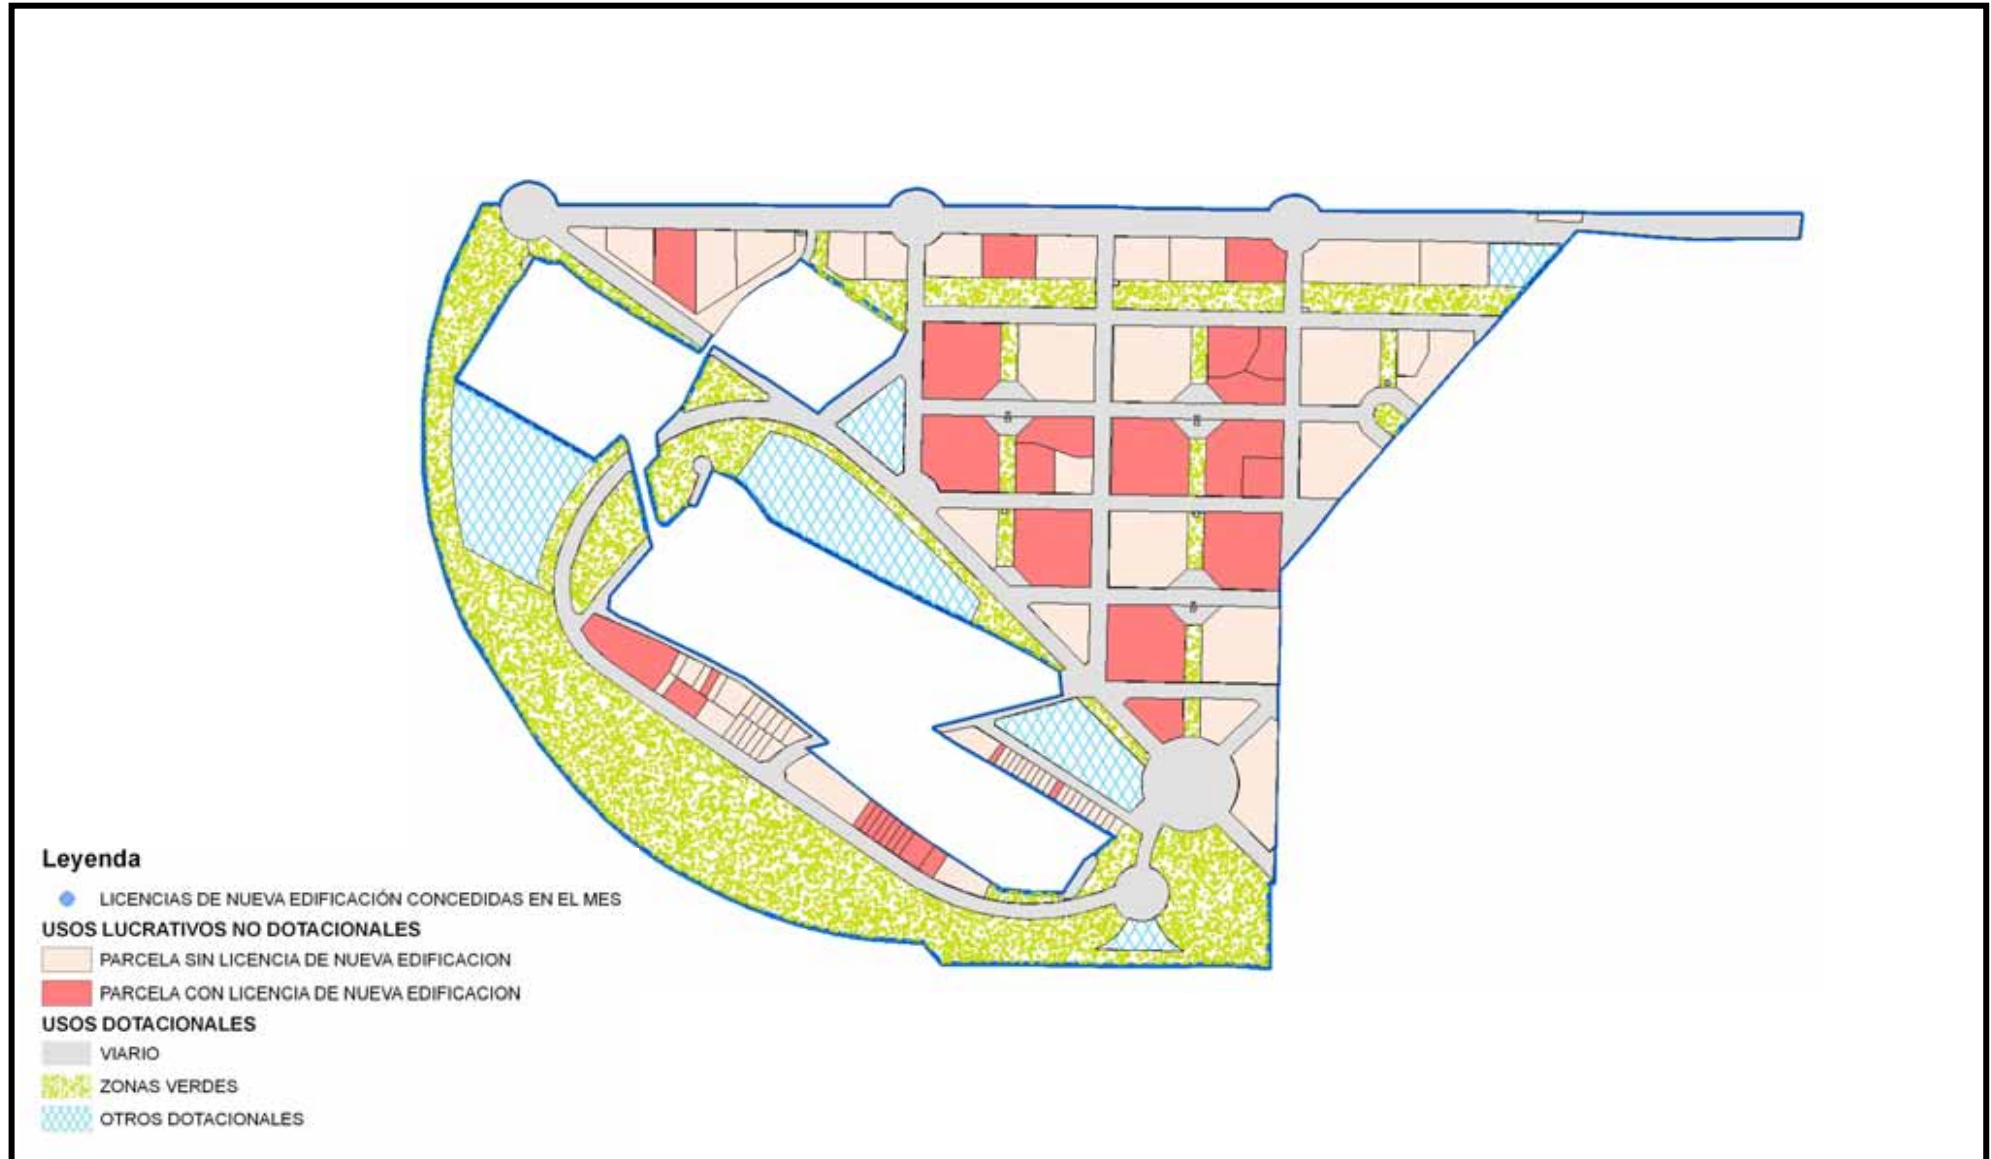 Leyenda
LICENCIAS DE NUEVA EDIFICACIÓN CONCEDIDAS EN EL MES
USOS LUCRATIVOS NO DOTACIONALES
PARCELA SIN LICENCIA DE NUEVA EDIFICACION
PARCELA CON LICENCIA DE NUEVA EDIFICACION
USOS DOTACIONALES
VIARIO
ZONAS VERDES
OTROS DOTACIONALES